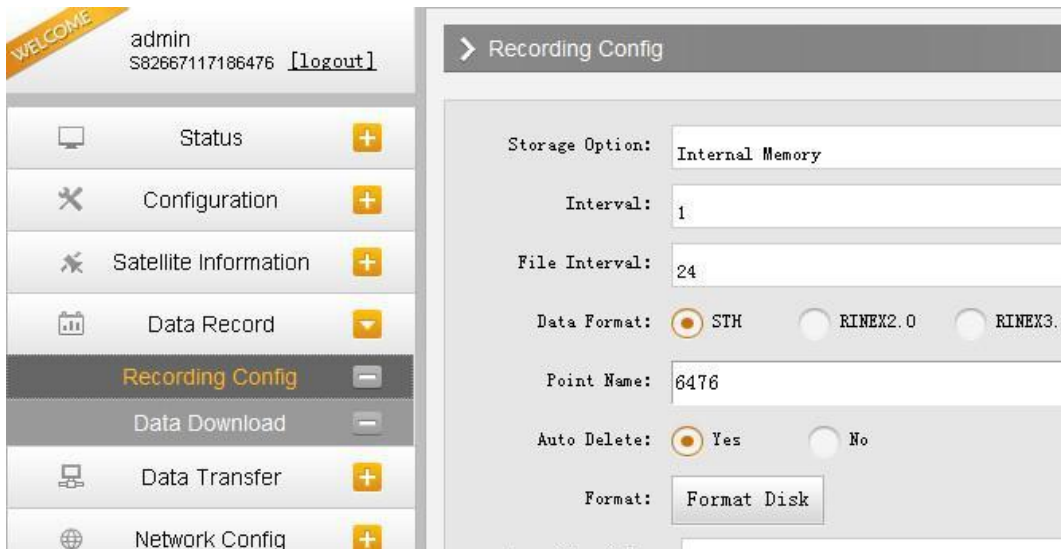 WELCOME
admin
S82667117186476 [logout]
Status
Configuration
Satellite Information
Data Record
Recording Config
Data Download
Data Transfer
Network Config
Recording Config
Storage Option: Internal Memory
Interval: 1
File Interval: 24
Data Format: STH RINEX2.0 RINEX3.
Point Name: 6476
Auto Delete: Yes No
Format: Format Disk